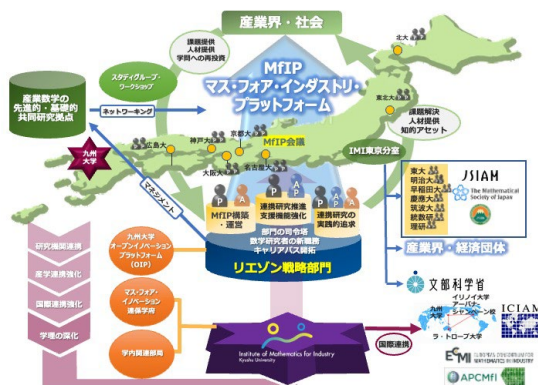 産業界・社会
課題提供
人材提供
学問への再投資
スタディグループ・
ワークショップ
MfIP
マス・フォア・インダストリ・
プラットフォーム
北大
東北大
課題解決
人材提供
知的アセット
産業数学の
先進的・基礎的
共同研究拠点
ネットワーキング
九州
大学
マネジメント
広島大
神戸大
京都大
大阪大
名古屋大
MfIP会議
IMI東京分室
P
A
P
A
P
A
P
MfIP構築
・運営
連携研究推進
支援機能強化
連携研究の
実践的追求
部門の司令塔
数学研究者の新職務
キャリアパス開拓
リエゾン戦略部門
東大
明治大
早稲田大
慶應大
筑波大
統数研
理研
JSIAM
The Mathematical
Society of Japan
産業界・経済団体
文部科学省
研究機関連携
産学連携強化
国際連携強化
学理の深化
九州大学
オープンイノベーション
プラットフォーム
(OIP)
マス・フォア・
イノベーション
連係学府
学内関連部局
Institute of Mathematics for Industry
Kyushu University
国際連携
九州
大学
イリノイ大学
アーバナ・
シャンペーン校
ラ・トローブ大学
ICIAM
ECMI
EUROPEAN CONSORTIUM FOR
MATHEMATICS IN INDUSTRY
APCMfI